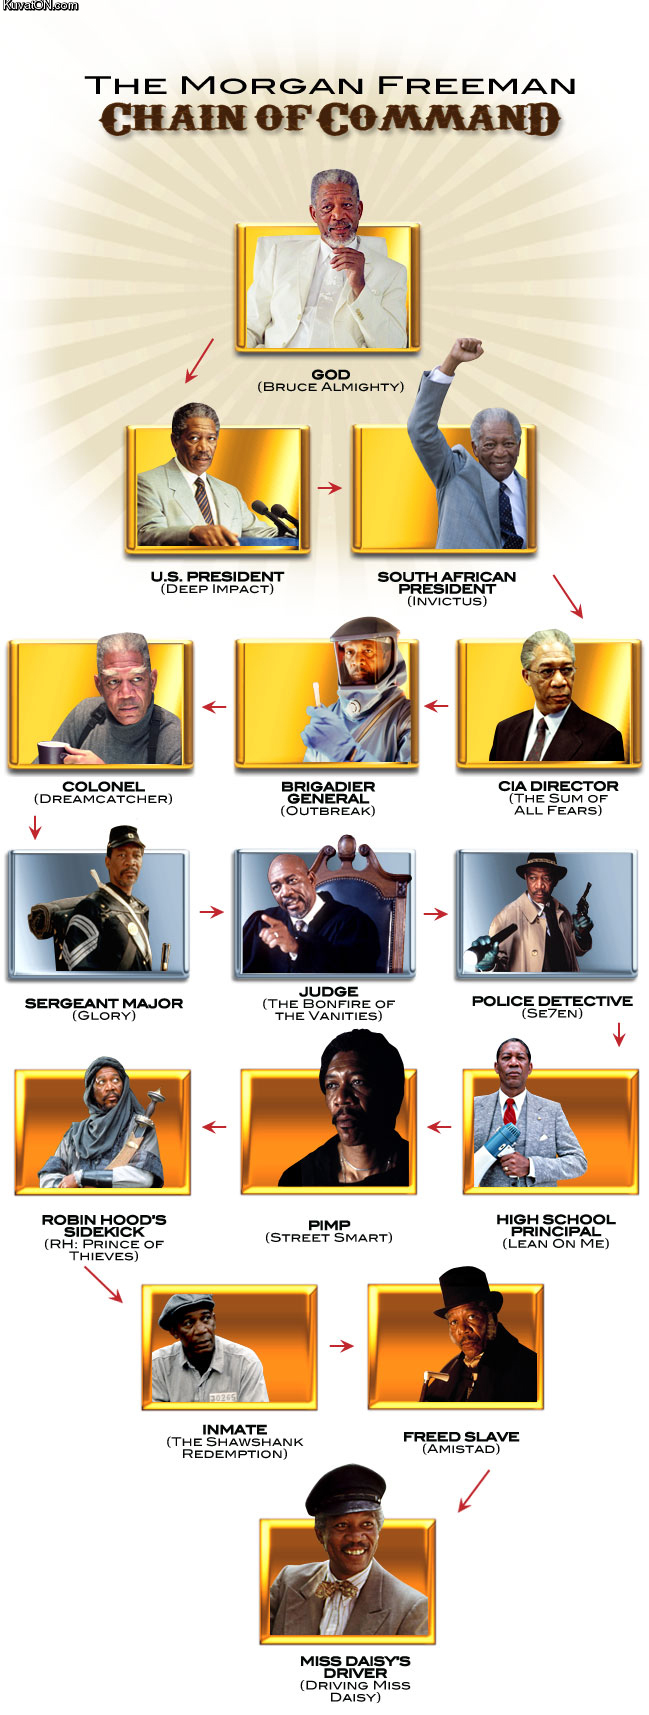 KuvatON.com
The Morgan Freeman
Chain of Command
GOD
(Bruce Almighty)
U.S. PRESIDENT
(Deep Impact)
SOUTH AFRICAN
PRESIDENT
(Invictus)
COLONEL
(Dreamcatcher)
BRIGADIER
GENERAL
(Outbreak)
CIA DIRECTOR
(The Sum of
All Fears)
SERGEANT MAJOR
(Glory)
JUDGE
(The Bonfire of
the Vanities)
POLICE DETECTIVE
(Se7en)
ROBIN HOOD'S
SIDEKICK
(RH: Prince of
Thieves)
PIMP
(Street Smart)
HIGH SCHOOL
PRINCIPAL
(Lean On Me)
30265
INMATE
(The Shawshank
Redemption)
FREED SLAVE
(Amistad)
MISS DAISY'S
DRIVER
(Driving Miss
Daisy)